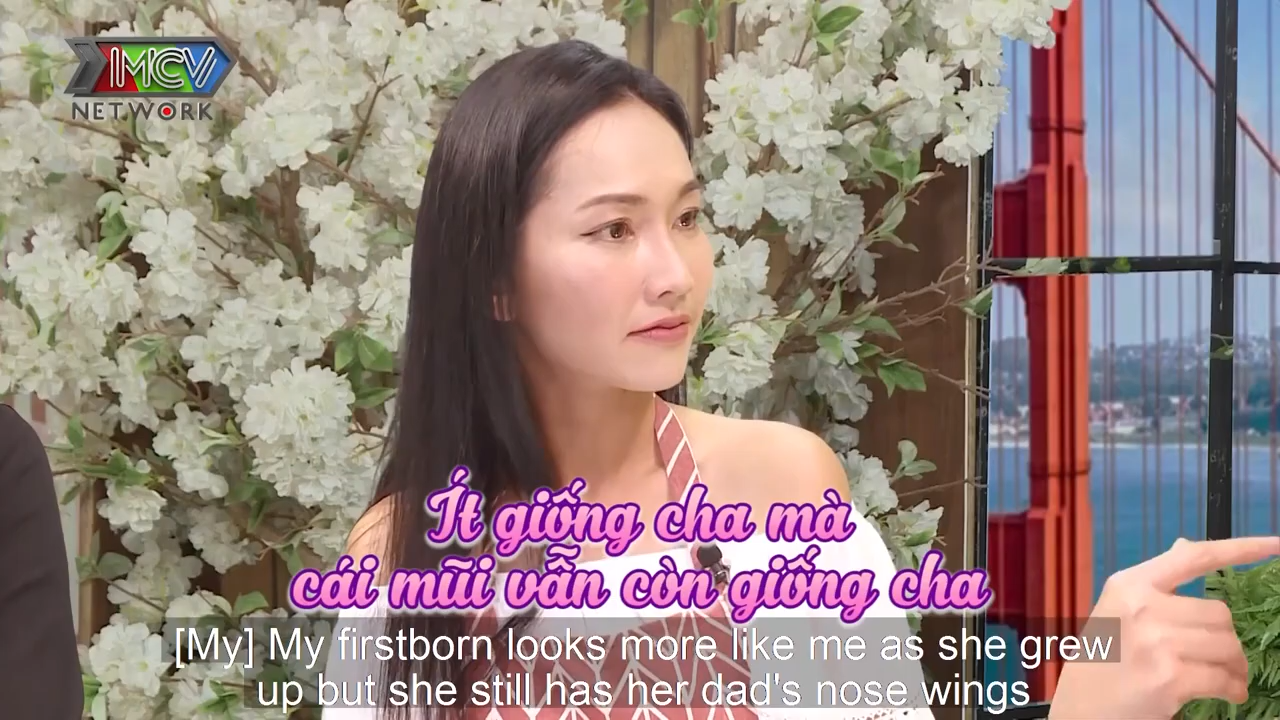 MCV
NETWORK
Ít giống cha mà
cái mũi vẫn còn giống cha
[My] My firstborn looks more like me as she grew
up but she still has her dad's nose wings